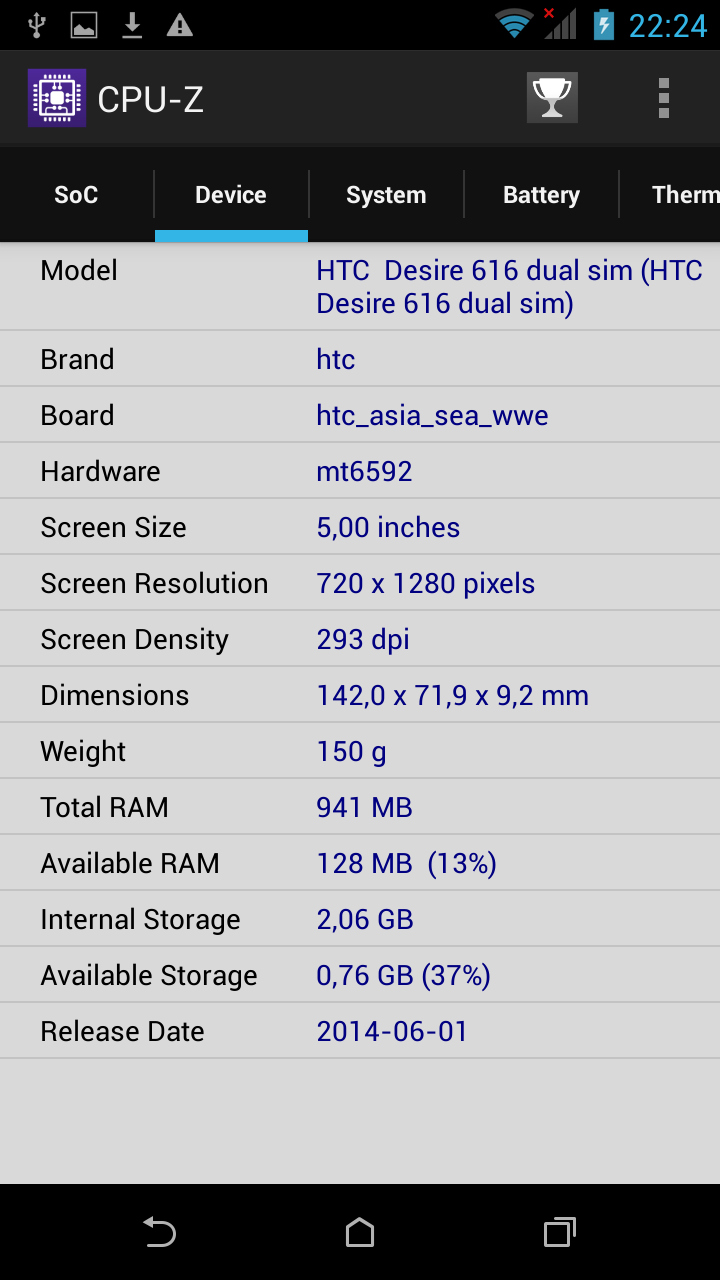 22:24
CPU-Z
SoC Device System Battery Therm
Model HTC  Desire 616 dual sim (HTC
Desire 616 dual sim)
Brand htc
Board htc_asia_sea_wwe
Hardware mt6592
Screen Size 5,00 inches
Screen Resolution 720 x 1280 pixels
Screen Density 293 dpi
Dimensions 142,0 x 71,9 x 9,2 mm
Weight 150 g
Total RAM 941 MB
Available RAM 128 MB  (13%)
Internal Storage 2,06 GB
Available Storage 0,76 GB (37%)
Release Date 2014-06-01